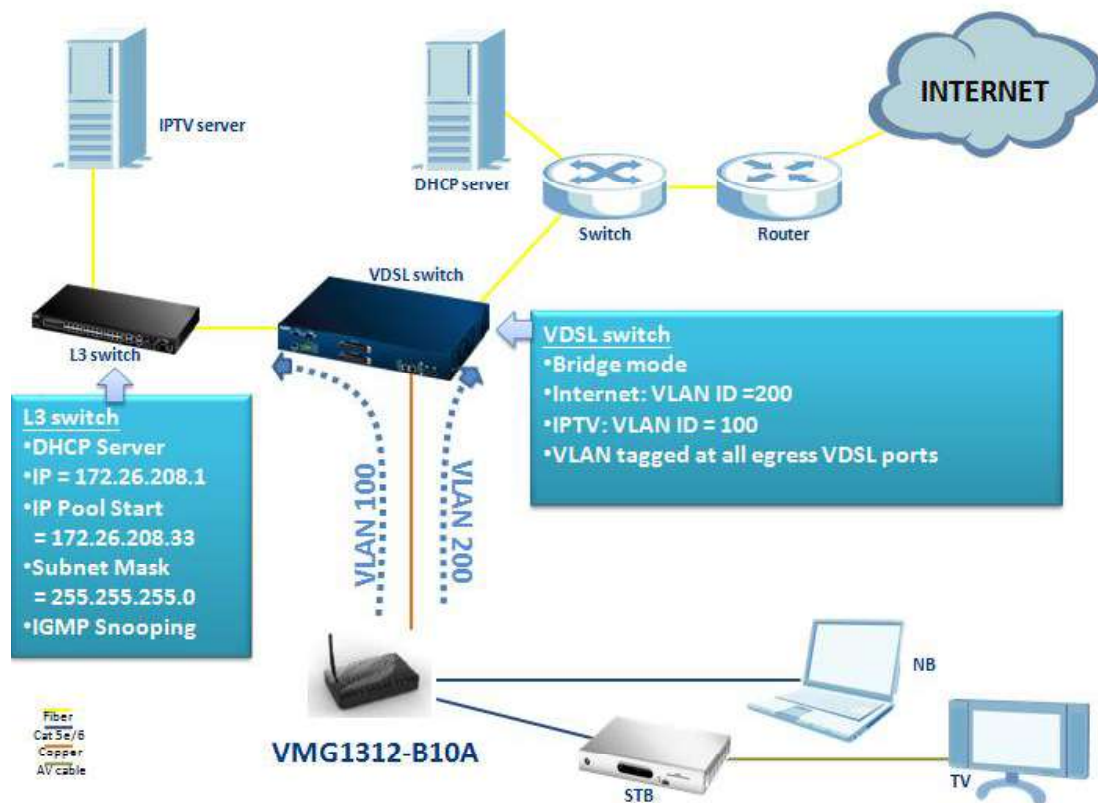 IPTV server
DHCP server
INTERNET
Switch
Router
VDSL switch
L3 switch
VDSL switch
•Bridge mode
•Internet: VLAN ID =200
•IPTV: VLAN ID = 100
•VLAN tagged at all egress VDSL ports
L3 switch
•DHCP Server
•IP = 172.26.208.1
•IP Pool Start
= 172.26.208.33
•Subnet Mask
= 255.255.255.0
•IGMP Snooping
VLAN 100
VLAN 200
NB
Fiber
Cat 5e/6
Copper
AV cable
VMG1312-B10A
STB
TV